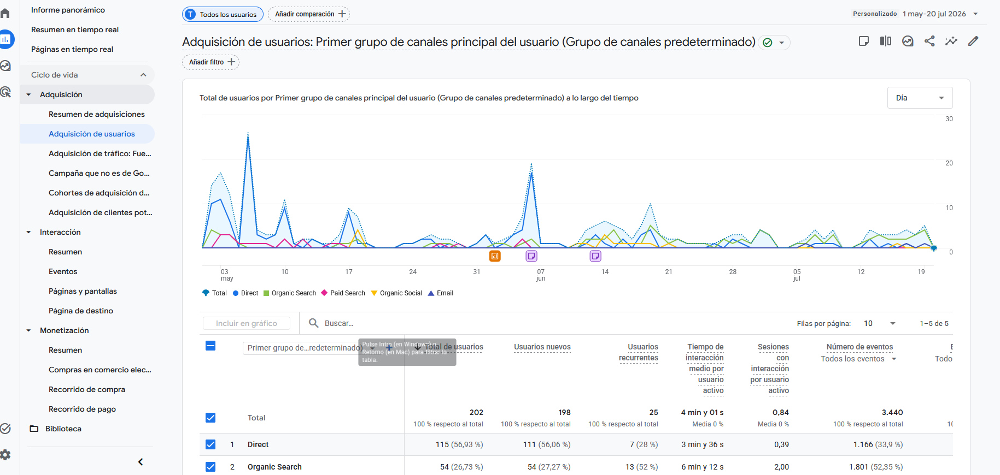 Informe panorámico
Resumen en tiempo real
Páginas en tiempo real
Ciclo de vida
Adquisición
Resumen de adquisiciones
Adquisición de usuarios
Adquisición de tráfico: Fue...
Campaña que no es de Go...
Cohortes de adquisición d...
Adquisición de clientes pot...
Interacción
Resumen
Eventos
Páginas y pantallas
Página de destino
Monetización
Resumen
Compras en comercio elec...
Recorrido de compra
Recorrido de pago
Biblioteca
T Todos los usuarios
Añadir comparación
Personalizado 1 may-20 jul 2026
Adquisición de usuarios: Primer grupo de canales principal del usuario (Grupo de canales predeterminado)
Añadir filtro
Total de usuarios por Primer grupo de canales principal del usuario (Grupo de canales predeterminado) a lo largo del tiempo
Día
30
20
10
0
03 10 17 24 31 07 14 21 28 05 12 19
may jun jul
Total Direct Organic Search Paid Search Organic Social Email
Incluir en gráfico
Buscar...
Filas por página: 10 1–5 de 5
Primer grupo de...redeterminado)
Pulse Intro (en Windows) o
Retorno (en Mac) para filtrar la
tabla.
Total de usuarios
Usuarios nuevos
Usuarios
recurrentes
Tiempo de
interacción
medio por
usuario
activo
Sesiones
con
interacción
por usuario
activo
Número de eventos
Todos los eventos
E
Todo
Total
202 198 25 4 min y 01 s 0,84 3.440
100 % respecto al total 100 % respecto al total 100 % respecto al total Media 0 % Media 0 % 100 % respecto al total 10
1 Direct 115 (56,93 %) 111 (56,06 %) 7 (28 %) 3 min y 36 s 0,39 1.166 (33,9 %)
2 Organic Search 54 (26,73 %) 54 (27,27 %) 13 (52 %) 6 min y 12 s 2,00 1.801 (52,35 %)